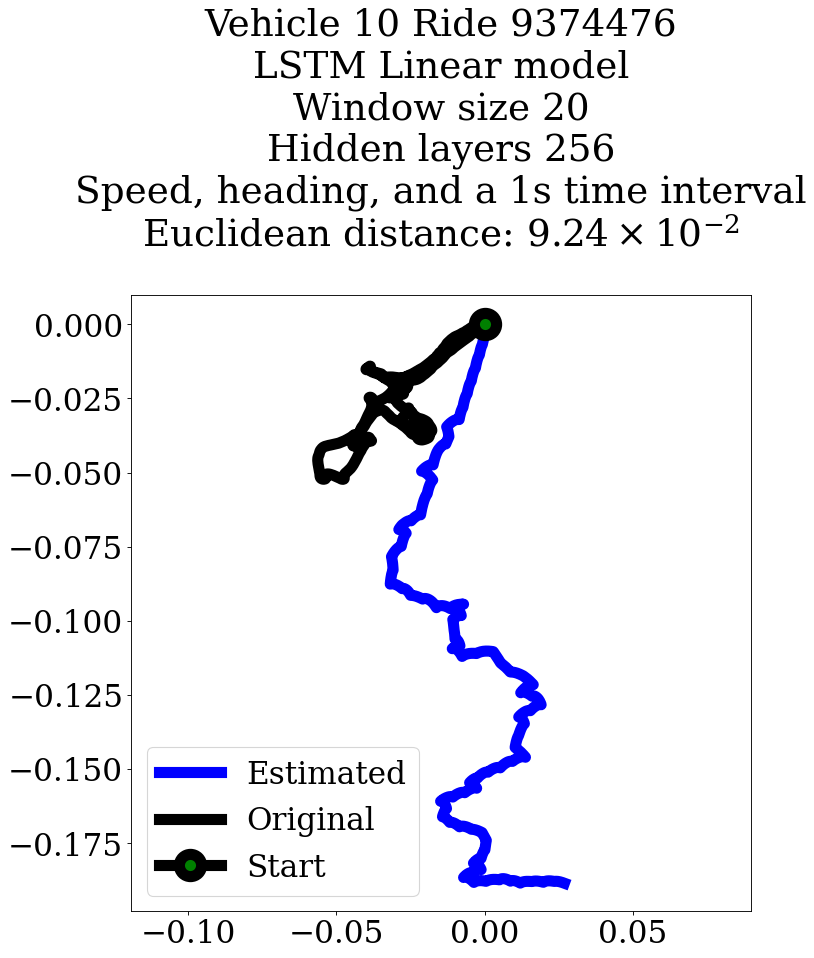 Vehicle 10 Ride 9374476
LSTM Linear model
Window size 20
Hidden layers 256
Speed, heading, and a 1s time interval
Euclidean distance: 9.24 × 10⁻²
0.000
−0.025
−0.050
−0.075
−0.100
−0.125
−0.150
−0.175
Estimated
Original
Start
−0.10
−0.05
0.00
0.05